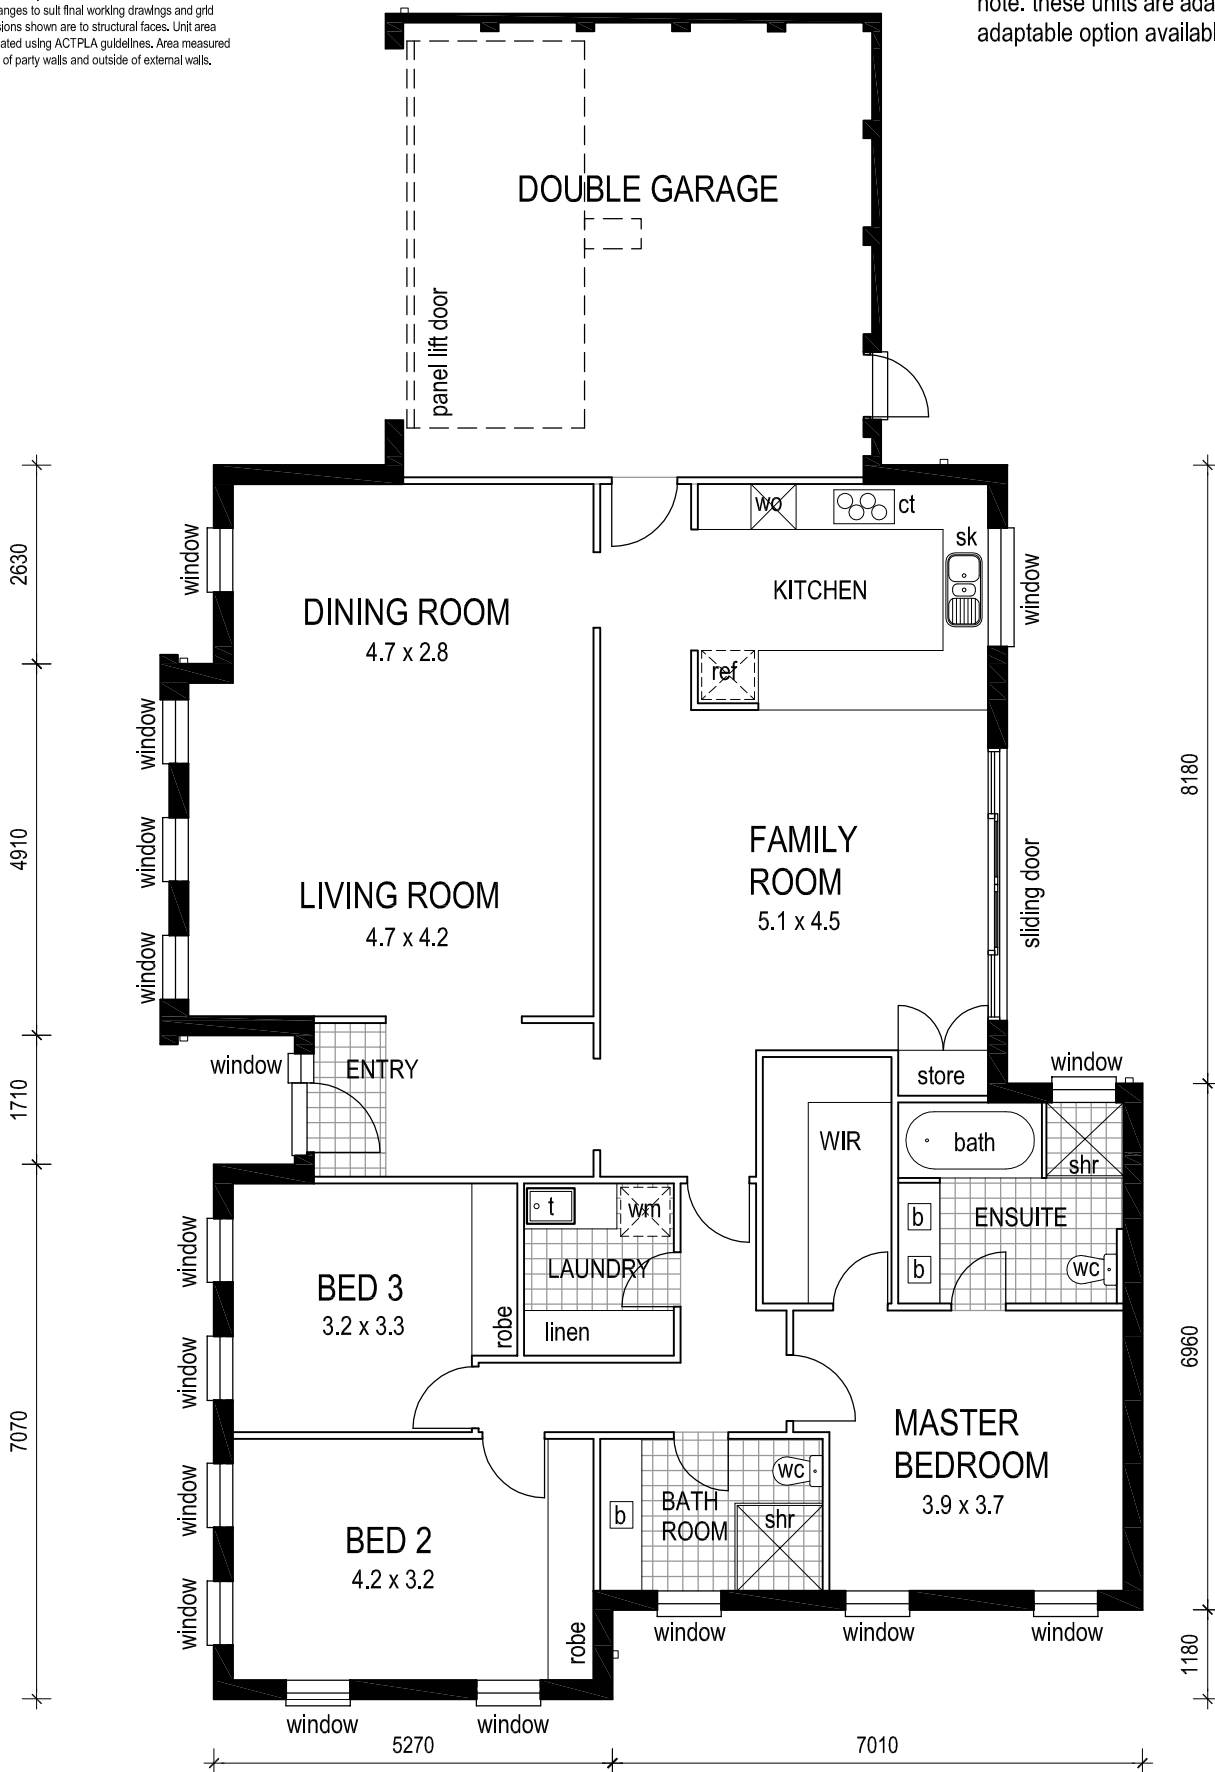 anges to suit final working drawings and grid
sions shown are to structural faces. Unit area
ated using ACTPLA guidelines. Area measured
of party walls and outside of external walls.
note: these units are ada
adaptable option availabl
DOUBLE GARAGE
panel lift door
wo
ct
sk
window
window
KITCHEN
DINING ROOM
4.7 x 2.8
ref
2630
window
window
window
4910
8180
FAMILY
ROOM
5.1 x 4.5
sliding door
LIVING ROOM
4.7 x 4.2
window
ENTRY
store
window
1710
WIR
bath
shr
t
wm
b
ENSUITE
b
wc
LAUNDRY
linen
window
window
BED 3
3.2 x 3.3
robe
6960
7070
MASTER
BEDROOM
3.9 x 3.7
window
window
BED 2
4.2 x 3.2
robe
wc
b
BATH
ROOM
shr
window
window
window
1180
window
window
5270
7010